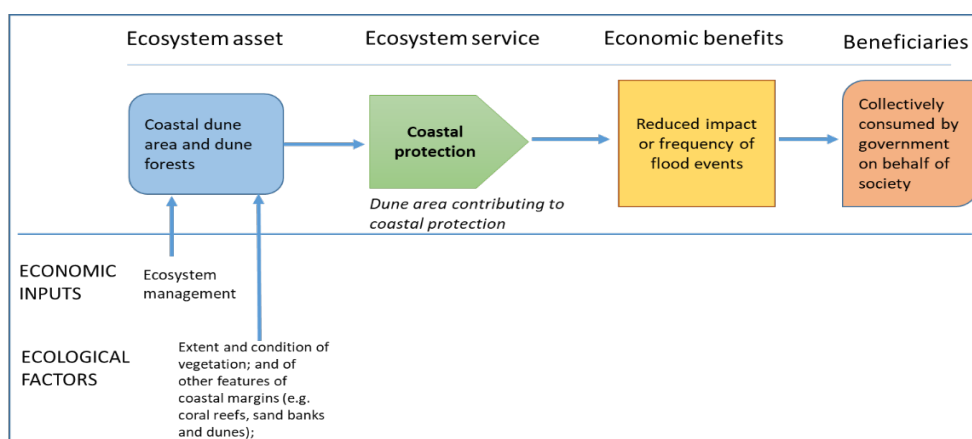 Ecosystem asset
Ecosystem service
Economic benefits
Beneficiaries
Coastal dune
area and dune
forests
Coastal
protection
Dune area contributing to
coastal protection
Reduced impact
or frequency of
flood events
Collectively
consumed by
government
on behalf of
society
ECONOMIC
INPUTS
Ecosystem
management
ECOLOGICAL
FACTORS
Extent and condition of
vegetation; and of
other features of
coastal margins (e.g.
coral reefs, sand banks
and dunes);